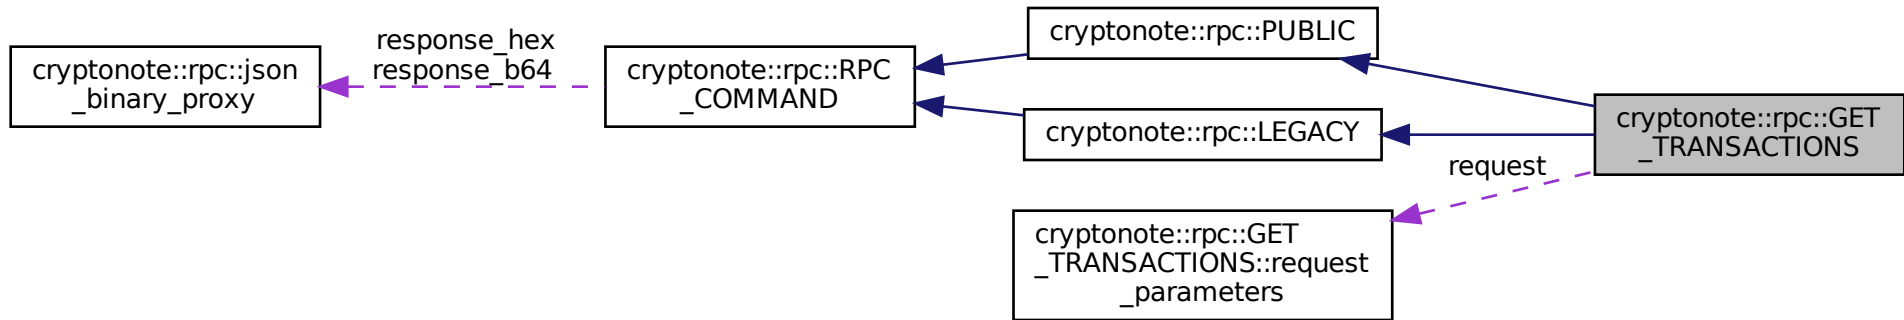 cryptonote::rpc::json
_binary_proxy
response_hex
response_b64
cryptonote::rpc::RPC
_COMMAND
cryptonote::rpc::PUBLIC
cryptonote::rpc::LEGACY
cryptonote::rpc::GET
_TRANSACTIONS
request
cryptonote::rpc::GET
_TRANSACTIONS::request
_parameters